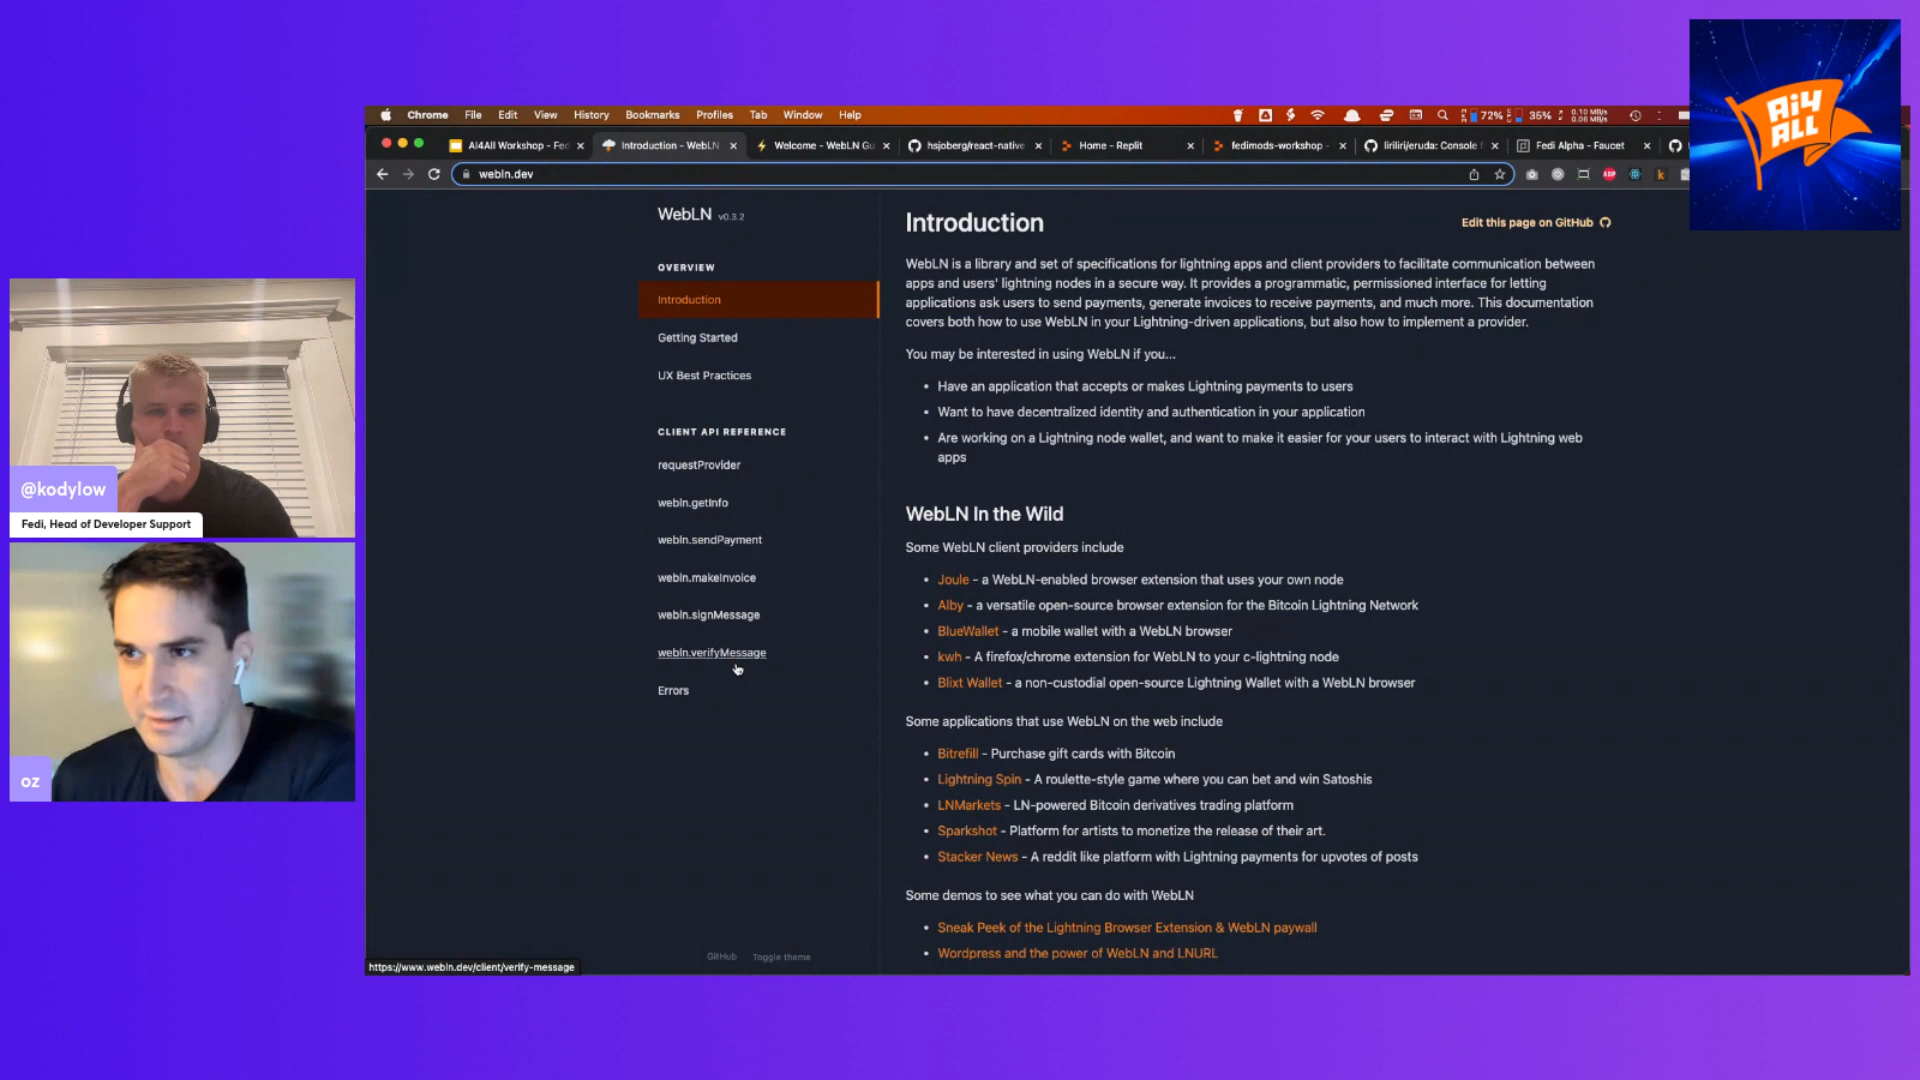 Ai4
ALL
Chrome File Edit View History Bookmarks Profiles Tab Window Help
72% 35% 0.10 MB/s
0.06 MB/s
AI4All Workshop - Fed
Introduction - WebLN
Welcome - WebLN Gu
hsjoberg/react-native
Home - Replit
fedimods-workshop -
liriliri/eruda: Console f
Fedi Alpha - Faucet
webln.dev
WebLN v0.3.2
OVERVIEW
Introduction
Getting Started
UX Best Practices
CLIENT API REFERENCE
requestProvider
webln.getInfo
webln.sendPayment
webln.makeInvoice
webln.signMessage
webln.verifyMessage
Errors
GitHub Toggle theme
https://www.webln.dev/client/verify-message
Introduction
Edit this page on GitHub
WebLN is a library and set of specifications for lightning apps and client providers to facilitate communication between
apps and users' lightning nodes in a secure way. It provides a programmatic, permissioned interface for letting
applications ask users to send payments, generate invoices to receive payments, and much more. This documentation
covers both how to use WebLN in your Lightning-driven applications, but also how to implement a provider.
You may be interested in using WebLN if you...
• Have an application that accepts or makes Lightning payments to users
• Want to have decentralized identity and authentication in your application
• Are working on a Lightning node wallet, and want to make it easier for your users to interact with Lightning web
apps
WebLN In the Wild
Some WebLN client providers include
• Joule - a WebLN-enabled browser extension that uses your own node
• Alby - a versatile open-source browser extension for the Bitcoin Lightning Network
• BlueWallet - a mobile wallet with a WebLN browser
• kwh - A firefox/chrome extension for WebLN to your c-lightning node
• Blixt Wallet - a non-custodial open-source Lightning Wallet with a WebLN browser
Some applications that use WebLN on the web include
• Bitrefill - Purchase gift cards with Bitcoin
• Lightning Spin - A roulette-style game where you can bet and win Satoshis
• LNMarkets - LN-powered Bitcoin derivatives trading platform
• Sparkshot - Platform for artists to monetize the release of their art.
• Stacker News - A reddit like platform with Lightning payments for upvotes of posts
Some demos to see what you can do with WebLN
• Sneak Peek of the Lightning Browser Extension & WebLN paywall
• Wordpress and the power of WebLN and LNURL
@kodylow
Fedi, Head of Developer Support
oz